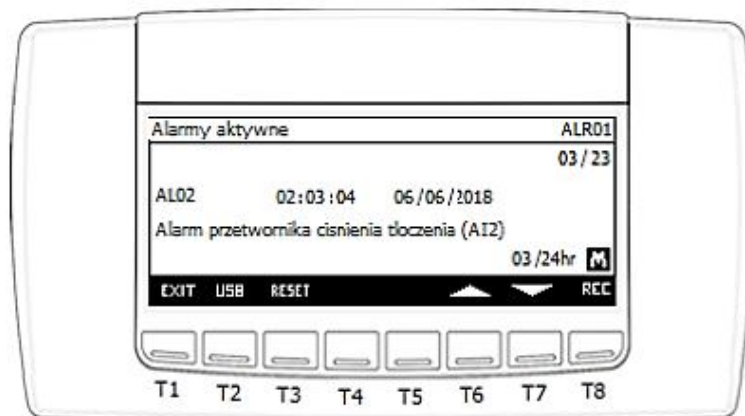 Alarmy aktywne ALR01
03/23
AL02 02:03:04 06/06/2018
Alarm przetwornika cisnienia tloczenia (AI2)
03/24hr M
EXIT USB RESET REC
T1 T2 T3 T4 T5 T6 T7 T8